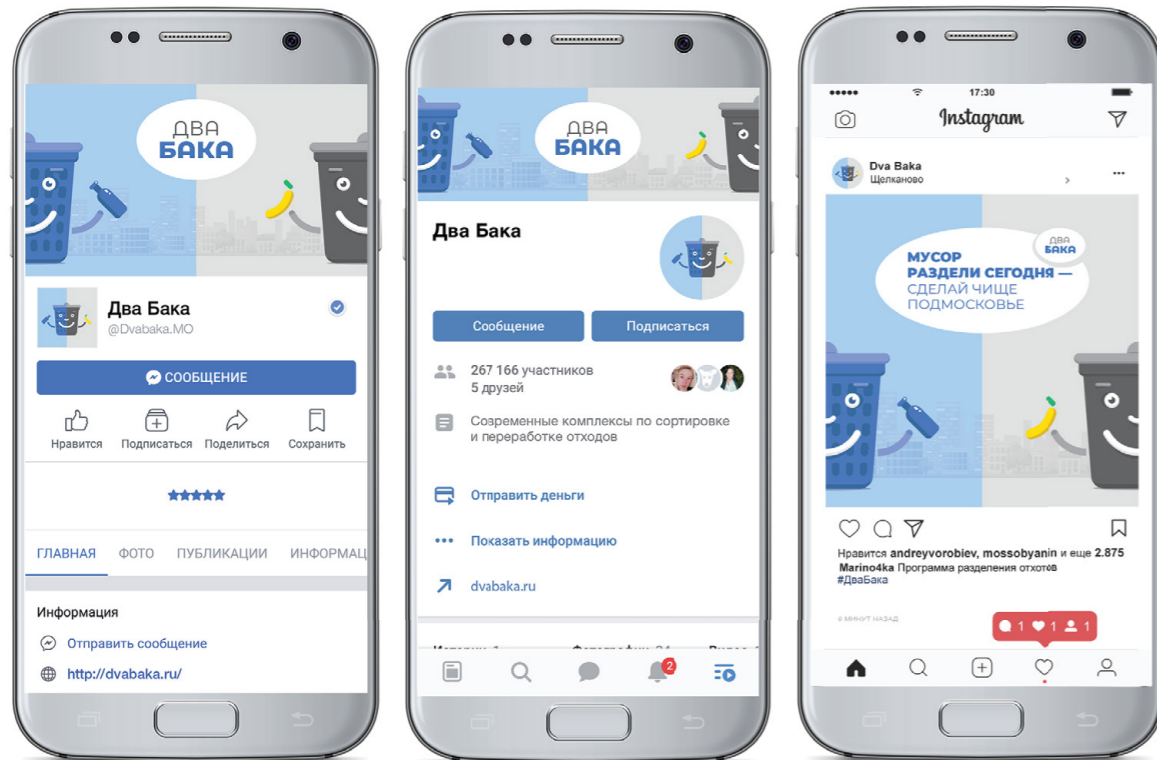 ДВА
БАКА
Два Бака
@Dvabaka.MO
СООБЩЕНИЕ
Нравится
Подписаться
Поделиться
Сохранить
ГЛАВНАЯ
ФОТО
ПУБЛИКАЦИИ
ИНФОРМАЦ
Информация
Отправить сообщение
http://dvabaka.ru/
ДВА
БАКА
Два Бака
Сообщение
Подписаться
267 166 участников
5 друзей
Современные комплексы по сортировке
и переработке отходов
Отправить деньги
Показать информацию
dvabaka.ru
2
17:30
Instagram
Dva Baka
Щелканово
ДВА
БАКА
МУСОР
РАЗДЕЛИ СЕГОДНЯ —
СДЕЛАЙ ЧИЩЕ
ПОДМОСКОВЬЕ
Нравится andreyvorobiev, mossobyanin и еще 2.875
Marino4ka Программа разделения отхотов
#ДваБака
6 МИНУТ НАЗАД
1 1 1